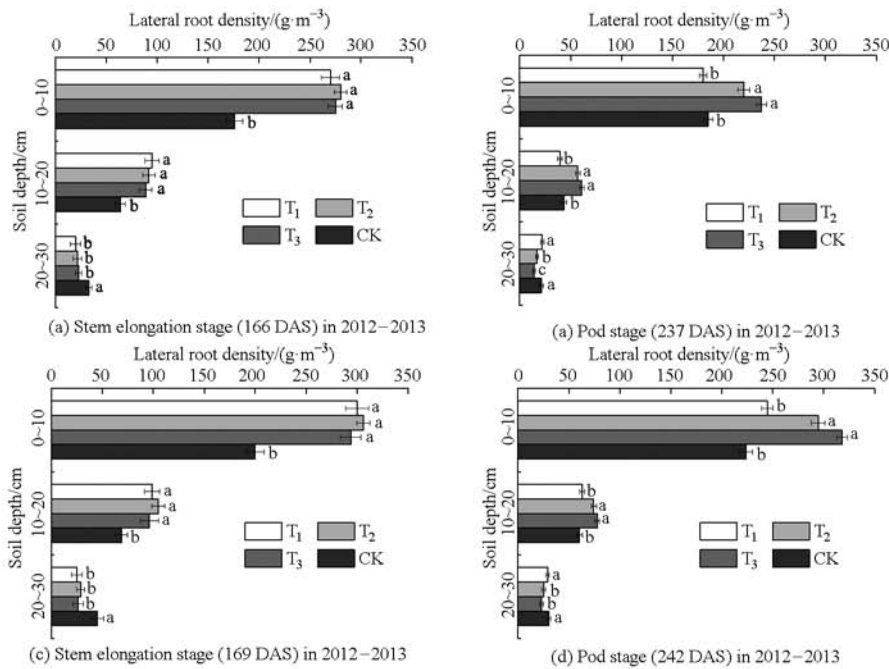 Lateral root density/(g·m⁻³)
0 50 100 150 200 250 300 350
Soil depth/cm
0~10
a
a
a
b
10~20
a
a
a
b
20~30
b
b
b
a
T₁ T₂
T₃ CK
(a) Stem elongation stage (166 DAS) in 2012−2013
Lateral root density/(g·m⁻³)
0 50 100 150 200 250 300 350
Soil depth/cm
0~10
b
a
a
b
10~20
b
a
a
b
20~30
a
b
c
a
T₁ T₂
T₃ CK
(a) Pod stage (237 DAS) in 2012−2013
Lateral root density/(g·m⁻³)
0 50 100 150 200 250 300 350
Soil depth/cm
0~10
a
a
a
b
10~20
a
a
a
b
20~30
b
b
b
a
T₁ T₂
T₃ CK
(c) Stem elongation stage (169 DAS) in 2012−2013
Lateral root density/(g·m⁻³)
0 50 100 150 200 250 300 350
Soil depth/cm
0~10
b
a
a
b
10~20
b
a
a
b
20~30
a
b
b
a
T₁ T₂
T₃ CK
(d) Pod stage (242 DAS) in 2012−2013